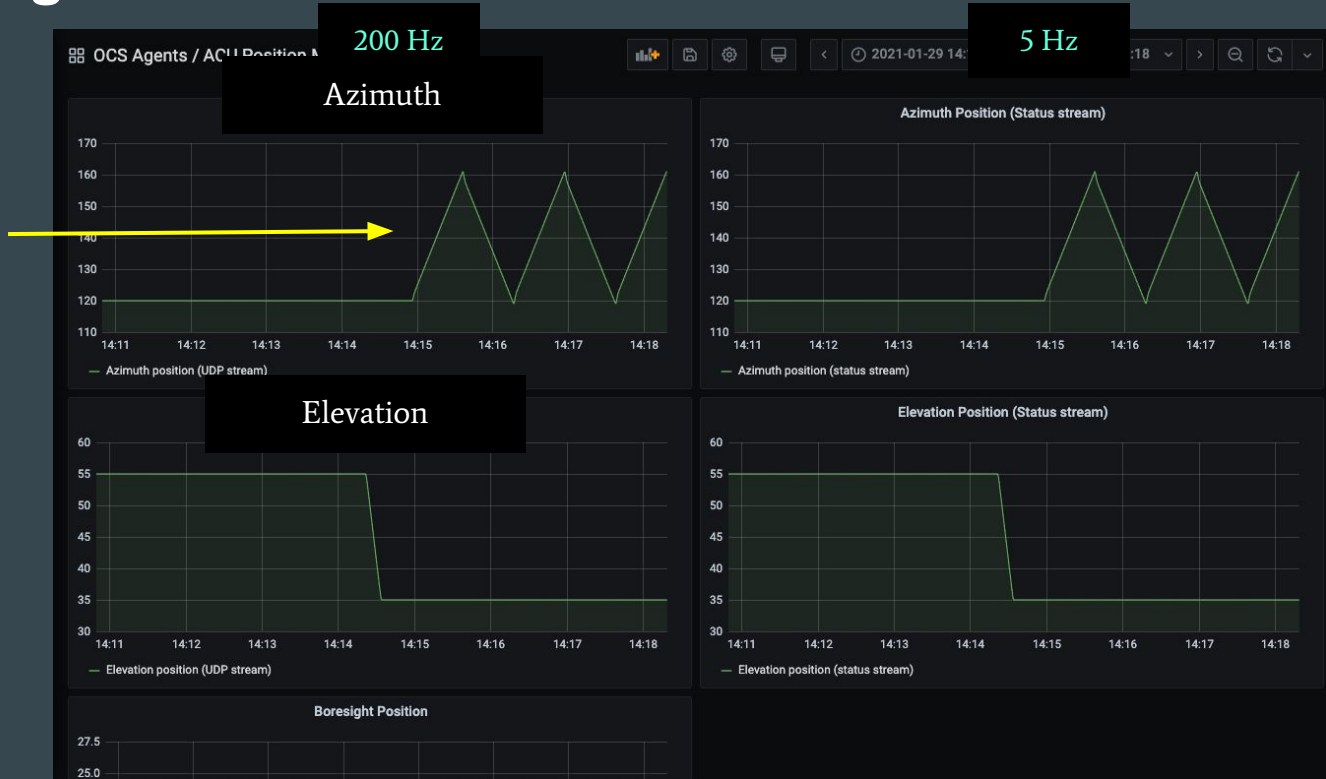 200 Hz
5 Hz
OCS Agents / ACU Position
2021-01-29 14:
:18
Azimuth
Azimuth Position (Status stream)
170
160
150
140
130
120
110
14:11 14:12 14:13 14:14 14:15 14:16 14:17 14:18
Azimuth position (UDP stream)
170
160
150
140
130
120
110
14:11 14:12 14:13 14:14 14:15 14:16 14:17 14:18
Azimuth position (status stream)
Elevation
Elevation Position (Status stream)
60
55
50
45
40
35
30
14:11 14:12 14:13 14:14 14:15 14:16 14:17 14:18
Elevation position (UDP stream)
60
55
50
45
40
35
30
14:11 14:12 14:13 14:14 14:15 14:16 14:17 14:18
Elevation position (status stream)
Boresight Position
27.5
25.0